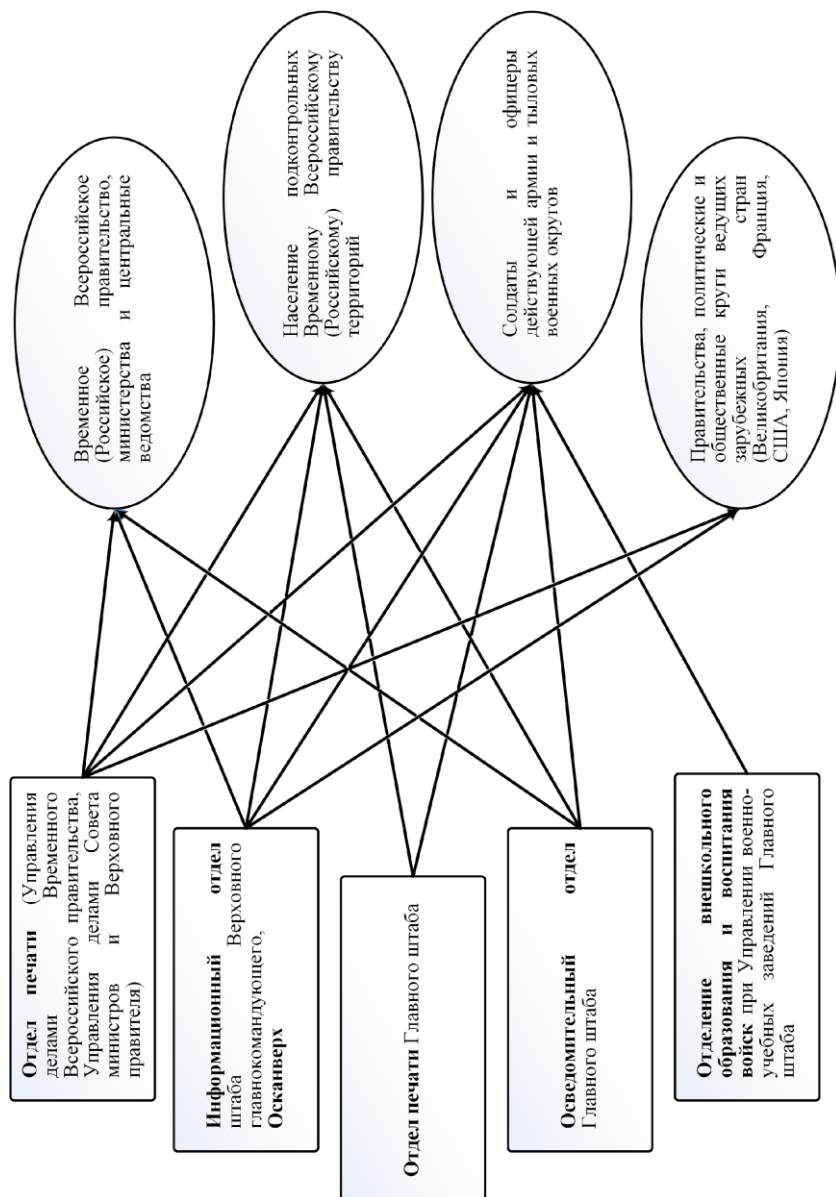 Отдел печати (Управления
делами Временного
Всероссийского правительства,
Управления делами Совета
министров и Верховного
правителя)
Информационный отдел
штаба Верховного
главнокомандующего,
Осканверх
Отдел печати Главного штаба
Осведомительный отдел
Главного штаба
Отделение внешкольного
образования и воспитания
войск при Управлении военно-
учебных заведений Главного
штаба
Временное Всероссийское
(Российское) правительство,
министерства и центральные
ведомства
Население подконтрольных
Временному Всероссийскому
(Российскому) правительству
территорий
Солдаты и офицеры
действующей армии и тыловых
военных округов
Правительства, политические и
общественные круги ведущих
зарубежных стран
(Великобритания, Франция,
США, Япония)